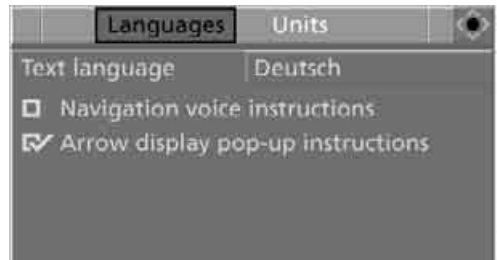 Languages Units
Text language Deutsch
Navigation voice instructions
Arrow display pop-up instructions